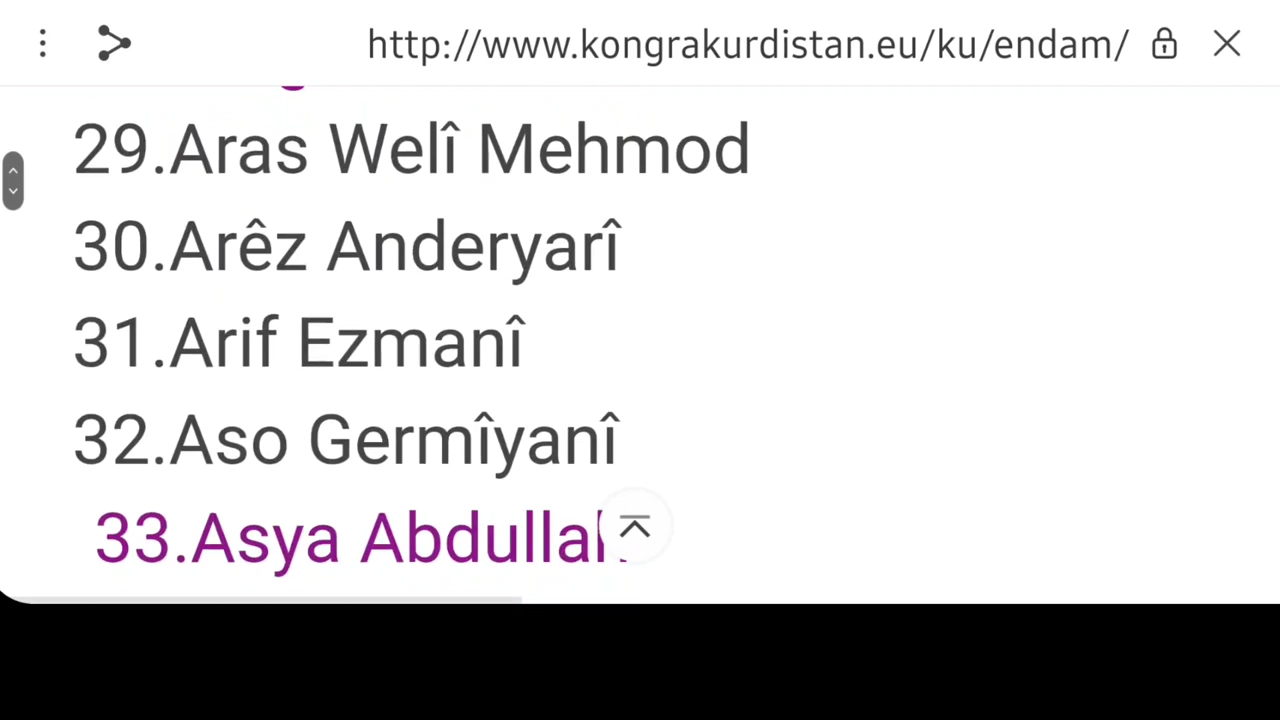 http://www.kongrakurdistan.eu/ku/endam/
29.Aras Welî Mehmod
30.Arêz Anderyarî
31.Arif Ezmanî
32.Aso Germîyanî
33.Asya